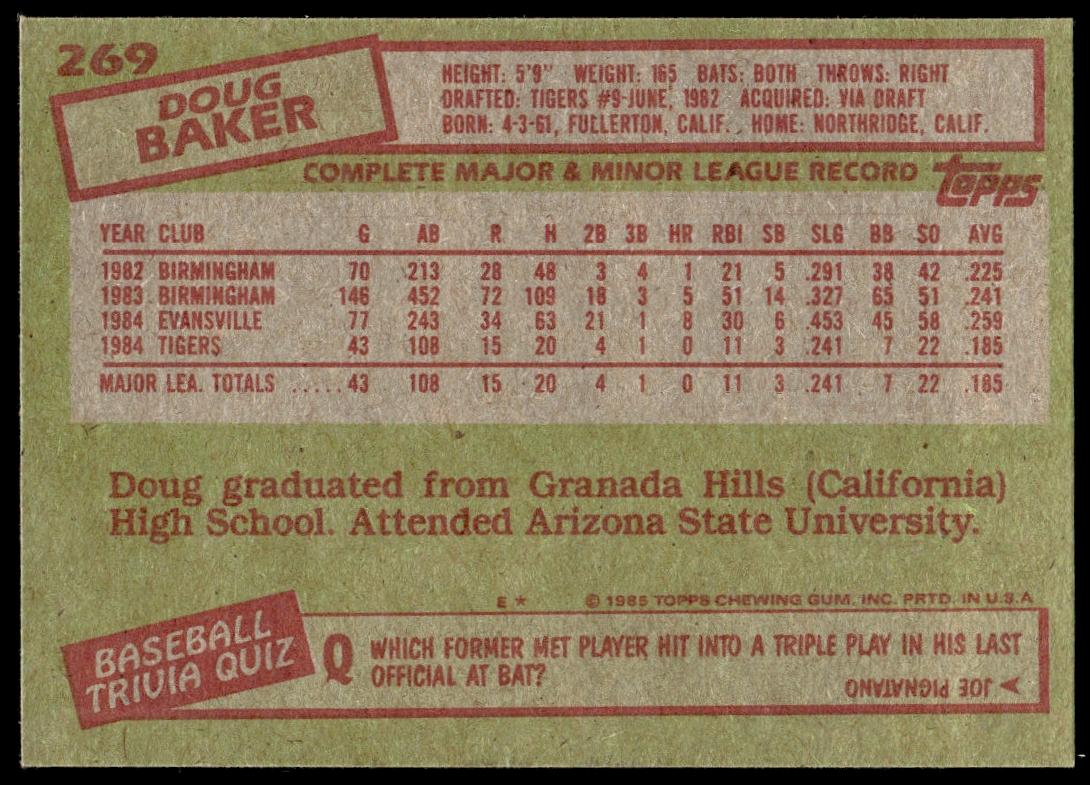 269
DOUG
BAKER
HEIGHT: 5'9" WEIGHT: 165 BATS: BOTH THROWS: RIGHT
DRAFTED: TIGERS #9-JUNE, 1982 ACQUIRED: VIA DRAFT
BORN: 4-3-61, FULLERTON, CALIF. HOME: NORTHRIDGE, CALIF.
COMPLETE MAJOR & MINOR LEAGUE RECORD topps
YEAR CLUB G AB R H 2B 3B HR RBI SB SLG BB SO AVG
1982 BIRMINGHAM 70 213 28 48 3 4 1 21 5 .291 38 42 .225
1983 BIRMINGHAM 146 452 72 109 18 3 5 51 14 .327 65 51 .241
1984 EVANSVILLE 77 243 34 63 21 1 8 30 6 .453 45 58 .259
1984 TIGERS 43 108 15 20 4 1 0 11 3 .241 7 22 .185
MAJOR LEA. TOTALS ..... 43 108 15 20 4 1 0 11 3 .241 7 22 .185
Doug graduated from Granada Hills (California)
High School. Attended Arizona State University.
E★ © 1985 TOPPS CHEWING GUM, INC. PRTD. IN U.S.A
BASEBALL
TRIVIA QUIZ
Q WHICH FORMER MET PLAYER HIT INTO A TRIPLE PLAY IN HIS LAST
OFFICIAL AT BAT?
JOE PIGNATANO